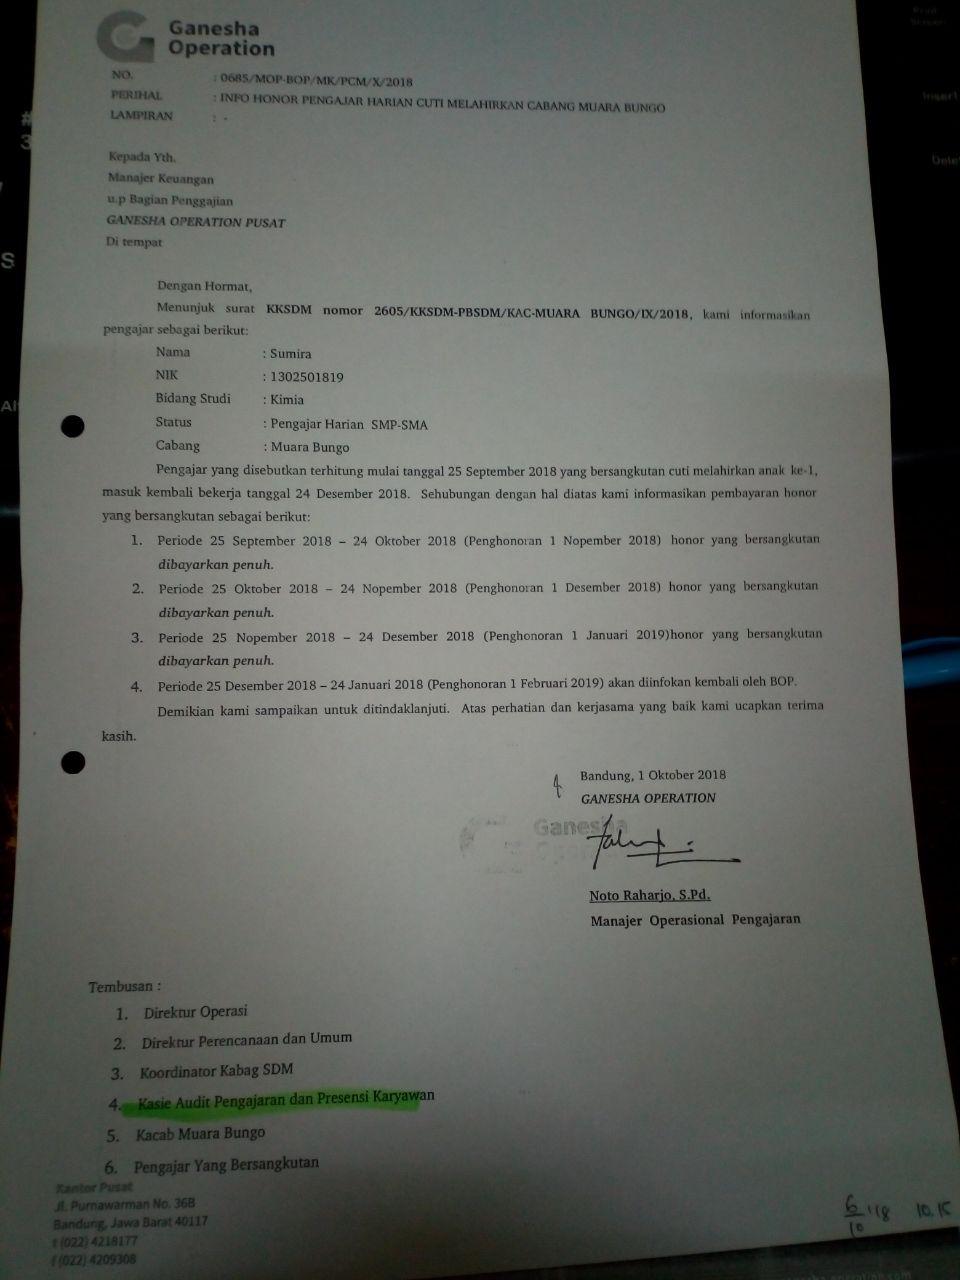 Ganesha
Operation
NO. : 0685/MOP-BOP/MK/PCM/X/2018
PERIHAL : INFO HONOR PENGAJAR HARIAN CUTI MELAHIRKAN CABANG MUARA BUNGO
LAMPIRAN : -
Kepada Yth.
Manajer Keuangan
u.p Bagian Penggajian
GANESHA OPERATION PUSAT
Di tempat
Dengan Hormat,
Menunjuk surat KKSDM nomor 2605/KKSDM-PBSDM/KAC-MUARA BUNGO/IX/2018, kami informasikan
pengajar sebagai berikut:
Nama : Sumira
NIK : 1302501819
Bidang Studi : Kimia
Status : Pengajar Harian SMP-SMA
Cabang : Muara Bungo
Pengajar yang disebutkan terhitung mulai tanggal 25 September 2018 yang bersangkutan cuti melahirkan anak ke-1,
masuk kembali bekerja tanggal 24 Desember 2018. Sehubungan dengan hal diatas kami informasikan pembayaran honor
yang bersangkutan sebagai berikut:
1. Periode 25 September 2018 – 24 Oktober 2018 (Penghonoran 1 Nopember 2018) honor yang bersangkutan
dibayarkan penuh.
2. Periode 25 Oktober 2018 – 24 Nopember 2018 (Penghonoran 1 Desember 2018) honor yang bersangkutan
dibayarkan penuh.
3. Periode 25 Nopember 2018 – 24 Desember 2018 (Penghonoran 1 Januari 2019)honor yang bersangkutan
dibayarkan penuh.
4. Periode 25 Desember 2018 – 24 Januari 2018 (Penghonoran 1 Februari 2019) akan diinfokan kembali oleh BOP.
Demikian kami sampaikan untuk ditindaklanjuti. Atas perhatian dan kerjasama yang baik kami ucapkan terima
kasih.
Bandung, 1 Oktober 2018
GANESHA OPERATION
Ganesha
Noto Raharjo, S.Pd.
Manajer Operasional Pengajaran
Tembusan :
1. Direktur Operasi
2. Direktur Perencanaan dan Umum
3. Koordinator Kabag SDM
4. Kasie Audit Pengajaran dan Presensi Karyawan
5. Kacab Muara Bungo
6. Pengajar Yang Bersangkutan
Kantor Pusat
Jl. Purnawarman No. 36B
Bandung, Jawa Barat 40117
t (022) 4218177
f (022) 4209308
6/10 '18 10.15